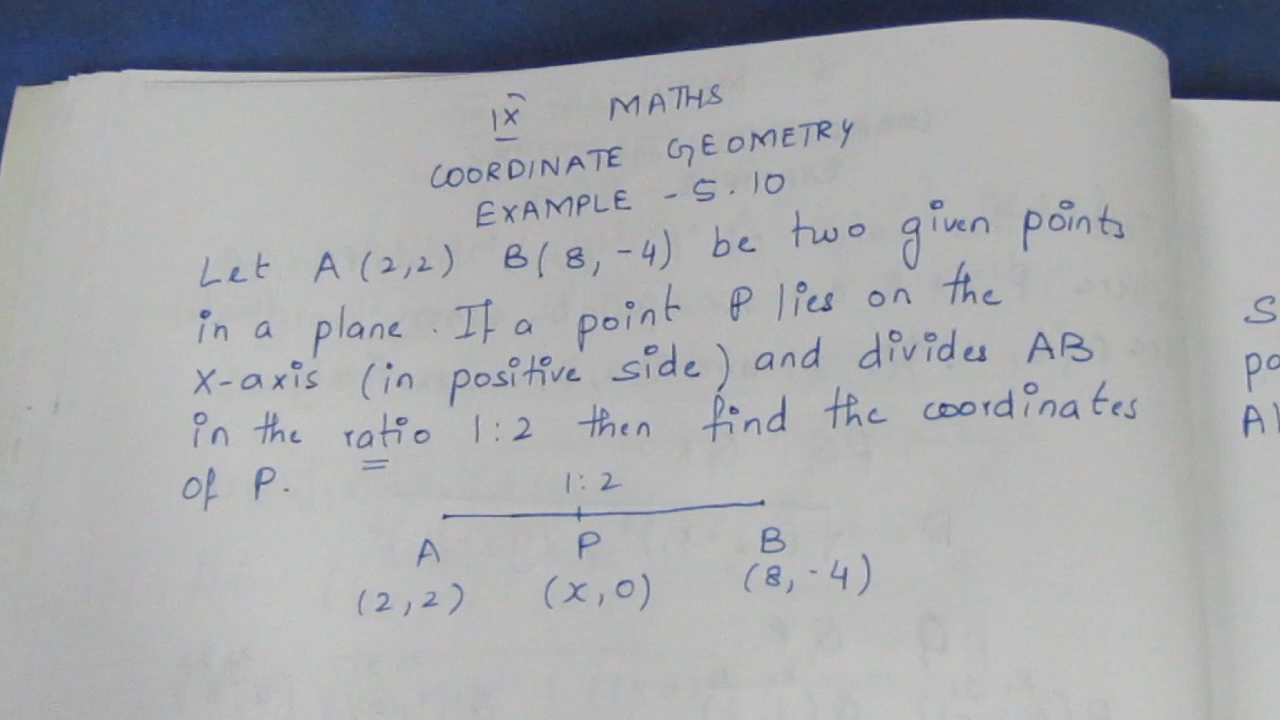 IX MATHS
COORDINATE GEOMETRY
EXAMPLE - 5.10
Let A (2,2) B( 8, -4) be two given points
in a plane. If a point P lies on the
X-axis (in positive side) and divides AB
in the ratio 1:2 then find the coordinates
of P.
1:2
A P B
(2,2) (x,0) (8,-4)
S
po
Al